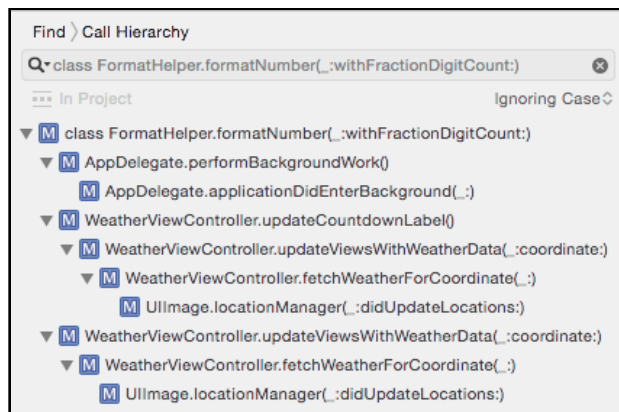 Find 〉Call Hierarchy
class FormatHelper.formatNumber(_:withFractionDigitCount:)
In Project Ignoring Case
M class FormatHelper.formatNumber(_:withFractionDigitCount:)
M AppDelegate.performBackgroundWork()
M AppDelegate.applicationDidEnterBackground(_:)
M WeatherViewController.updateCountdownLabel()
M WeatherViewController.updateViewsWithWeatherData(_:coordinate:)
M WeatherViewController.fetchWeatherForCoordinate(_:)
M UIImage.locationManager(_:didUpdateLocations:)
M WeatherViewController.updateViewsWithWeatherData(_:coordinate:)
M WeatherViewController.fetchWeatherForCoordinate(_:)
M UIImage.locationManager(_:didUpdateLocations:)